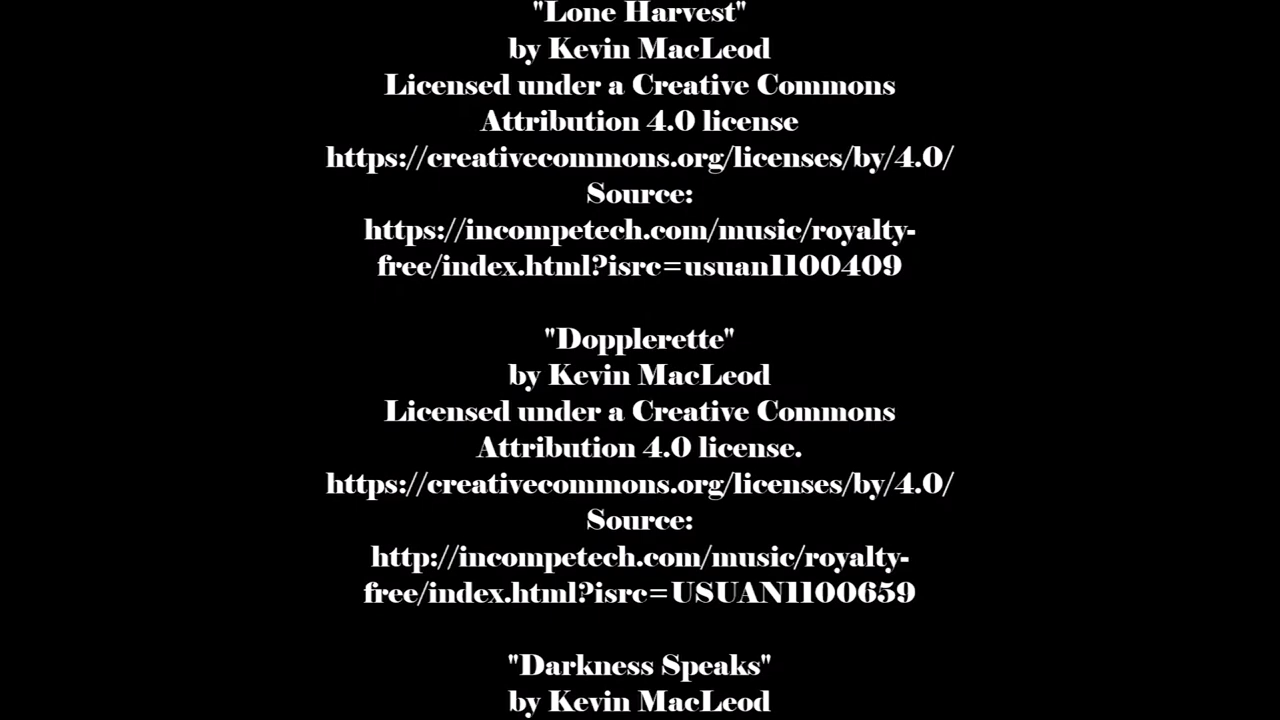 "Lone Harvest"
by Kevin MacLeod
Licensed under a Creative Commons
Attribution 4.0 license
https://creativecommons.org/licenses/by/4.0/
Source:
https://incompetech.com/music/royalty-
free/index.html?isrc=usuan1100409
"Dopplerette"
by Kevin MacLeod
Licensed under a Creative Commons
Attribution 4.0 license.
https://creativecommons.org/licenses/by/4.0/
Source:
http://incompetech.com/music/royalty-
free/index.html?isrc=USUAN1100659
"Darkness Speaks"
by Kevin MacLeod